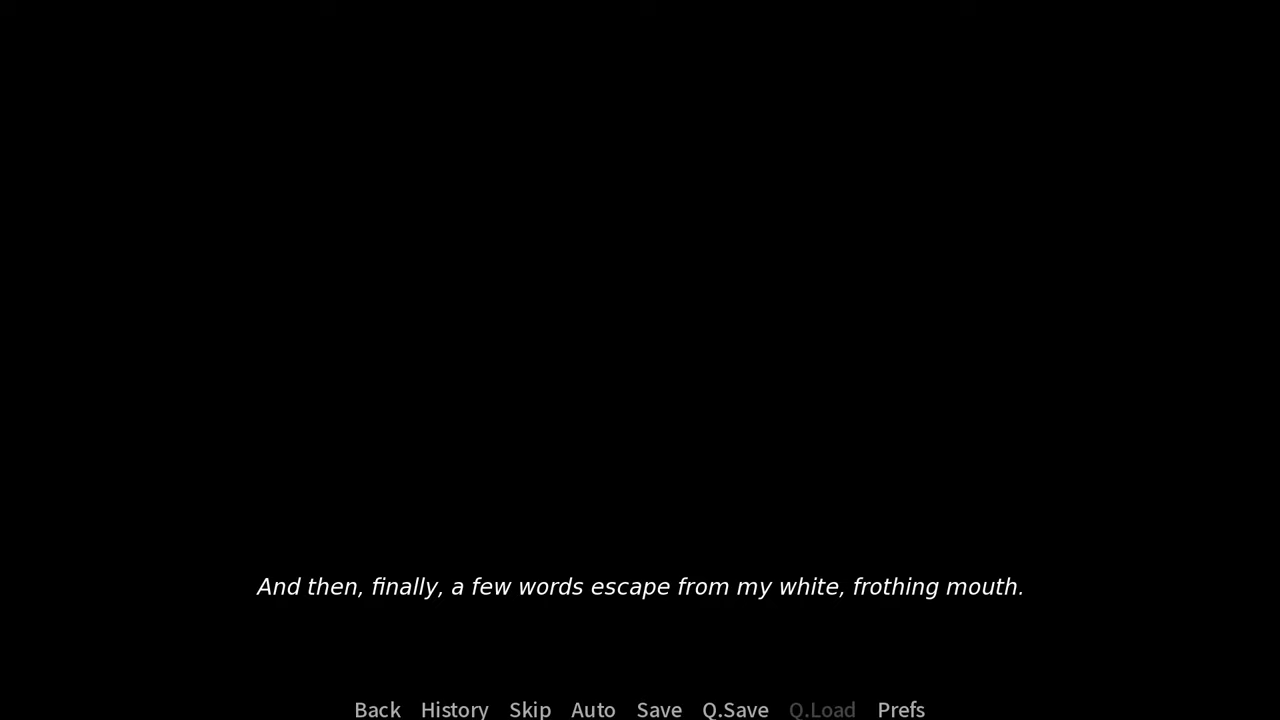 And then, finally, a few words escape from my white, frothing mouth.
Back History Skip Auto Save Q.Save Q.Load Prefs